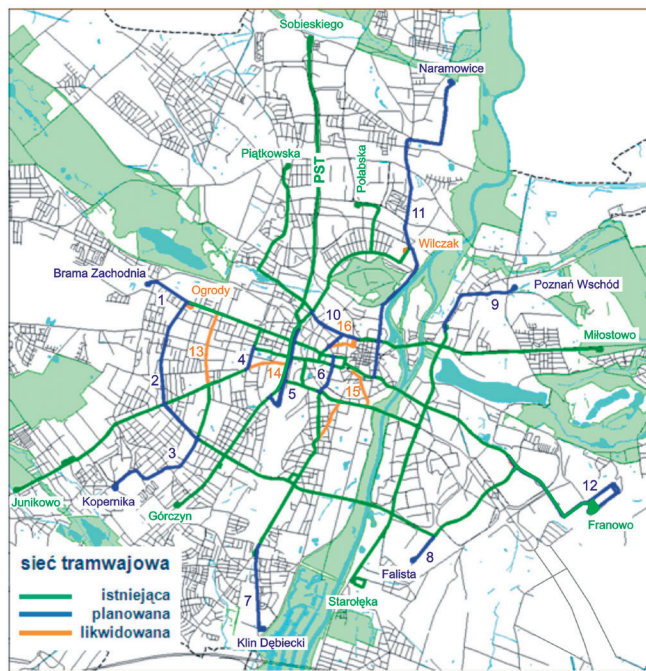 Sobieskiego
Naramowice
Piątkowska
PST
Połabska
11
Wilczak
Brama Zachodnia
Poznań Wschód
Ogrody
1
9
10
16
Miłostowo
13
4
14
6
2
5
15
3
Junikowo
Kopernika
Górczyn
12
Franowo
8
Falista
sieć tramwajowa
istniejąca
planowana
likwidowana
7
Starołęka
Klin Dębiecki